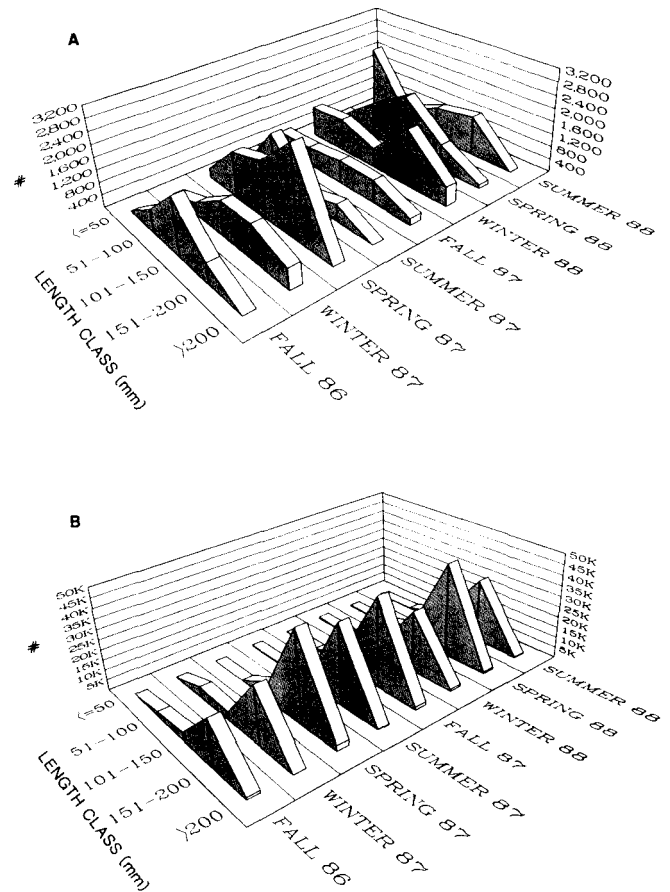 A
3,200
2,800
2,400
2,000
1,600
1,200
800
400
#
<=50
51-100
101-150
151-200
>200
LENGTH CLASS (mm)
3,200
2,800
2,400
2,000
1,600
1,200
800
400
SUMMER 88
SPRING 88
WINTER 88
FALL 87
SUMMER 87
SPRING 87
WINTER 87
FALL 86
B
50K
45K
40K
35K
30K
25K
20K
15K
10K
5K
#
<=50
51-100
101-150
151-200
>200
LENGTH CLASS (mm)
50K
45K
40K
35K
30K
25K
20K
15K
10K
5K
SUMMER 88
SPRING 88
WINTER 88
FALL 87
SUMMER 87
SPRING 87
WINTER 87
FALL 86